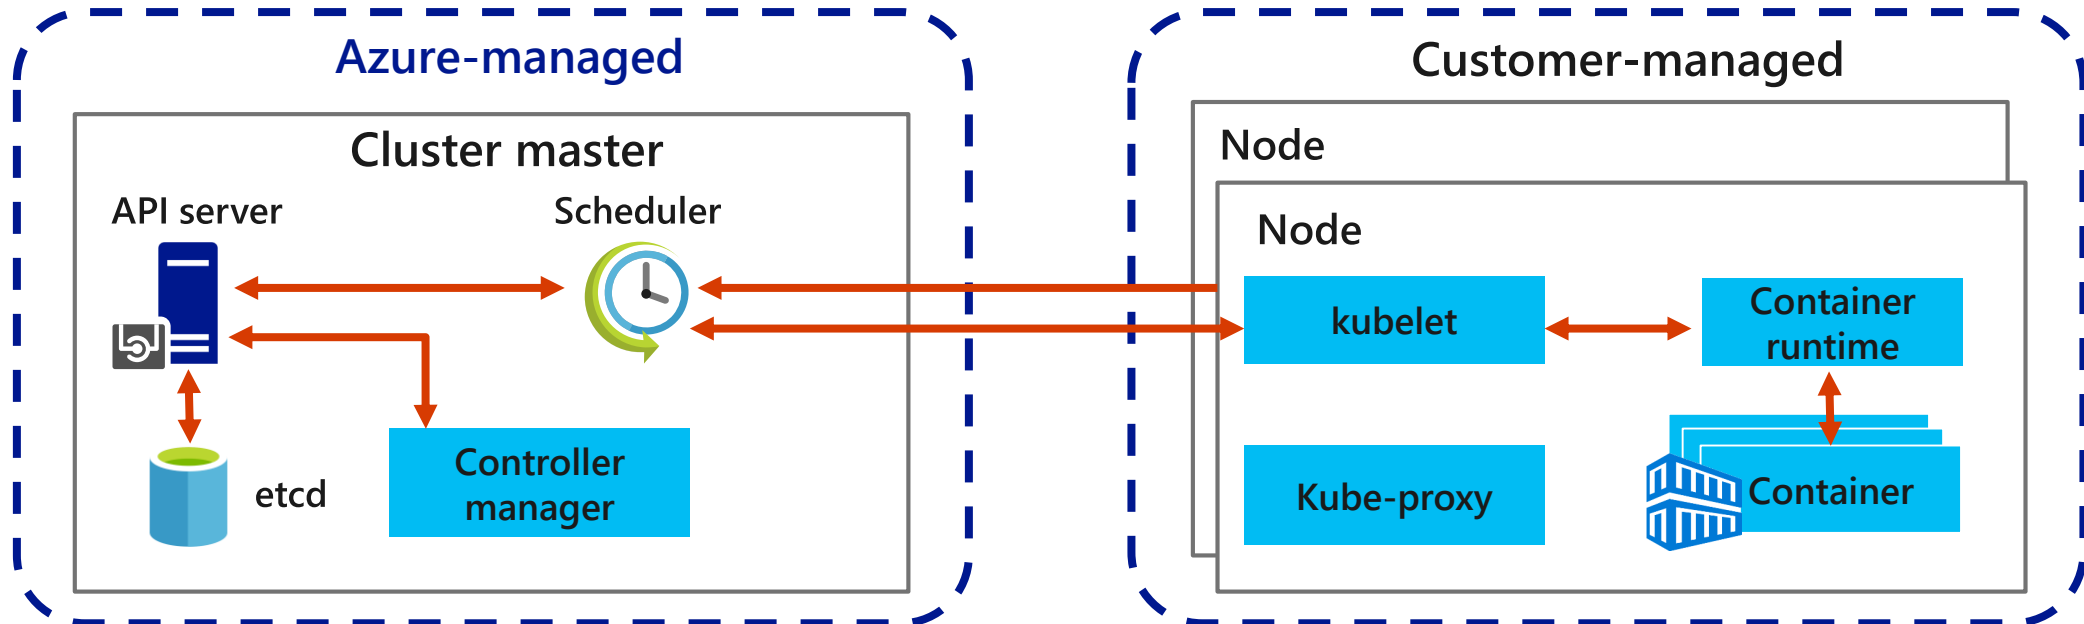 Azure-managed
Cluster master
API server
Scheduler
etcd
Controller
manager
Customer-managed
Node
Node
kubelet
Container
runtime
Kube-proxy
Container